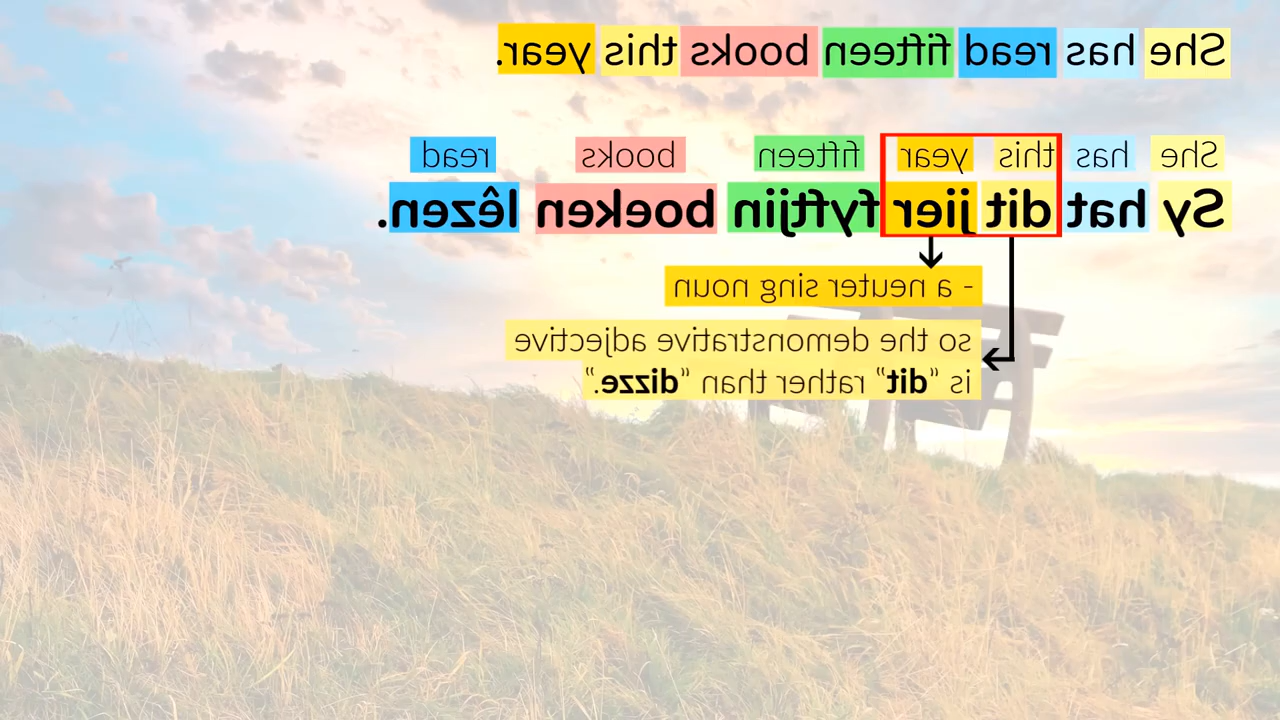 She has read fifteen books this year.
She has this year fifteen books read
Sy hat dit jier fyftjin boeken lêzen.
- a neuter sing noun
so the demonstrative adjective
is “dit” rather than “dizze.”